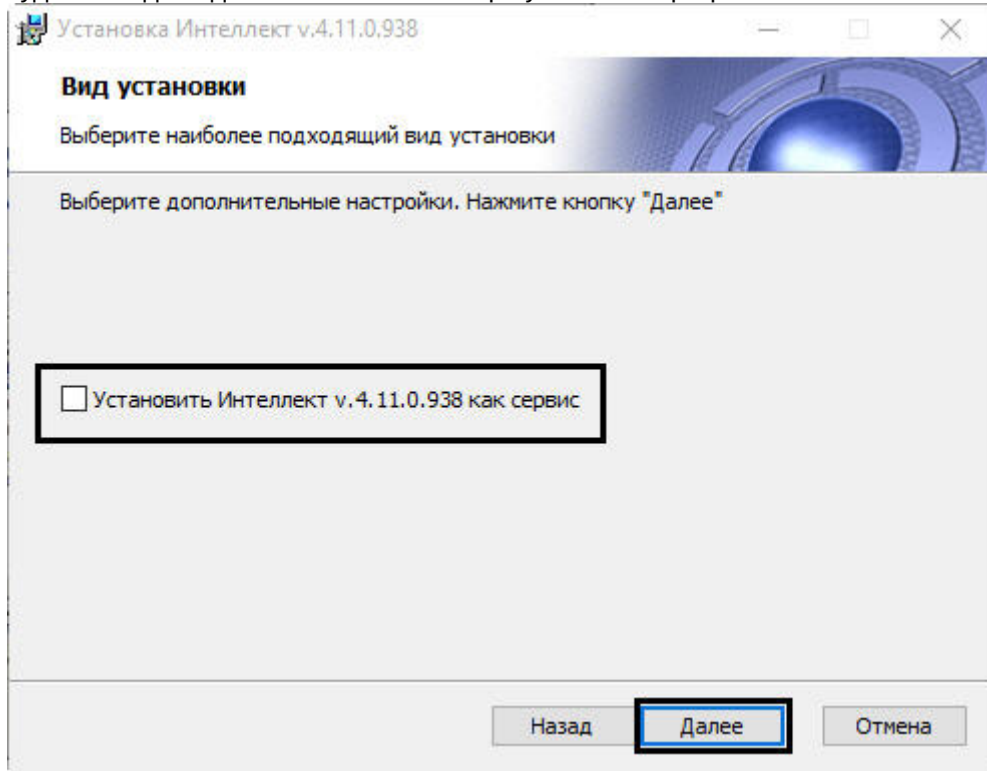 Установка Интеллект v.4.11.0.938
Вид установки
Выберите наиболее подходящий вид установки
Выберите дополнительные настройки. Нажмите кнопку "Далее"
Установить Интеллект v.4.11.0.938 как сервис
Назад Далее Отмена